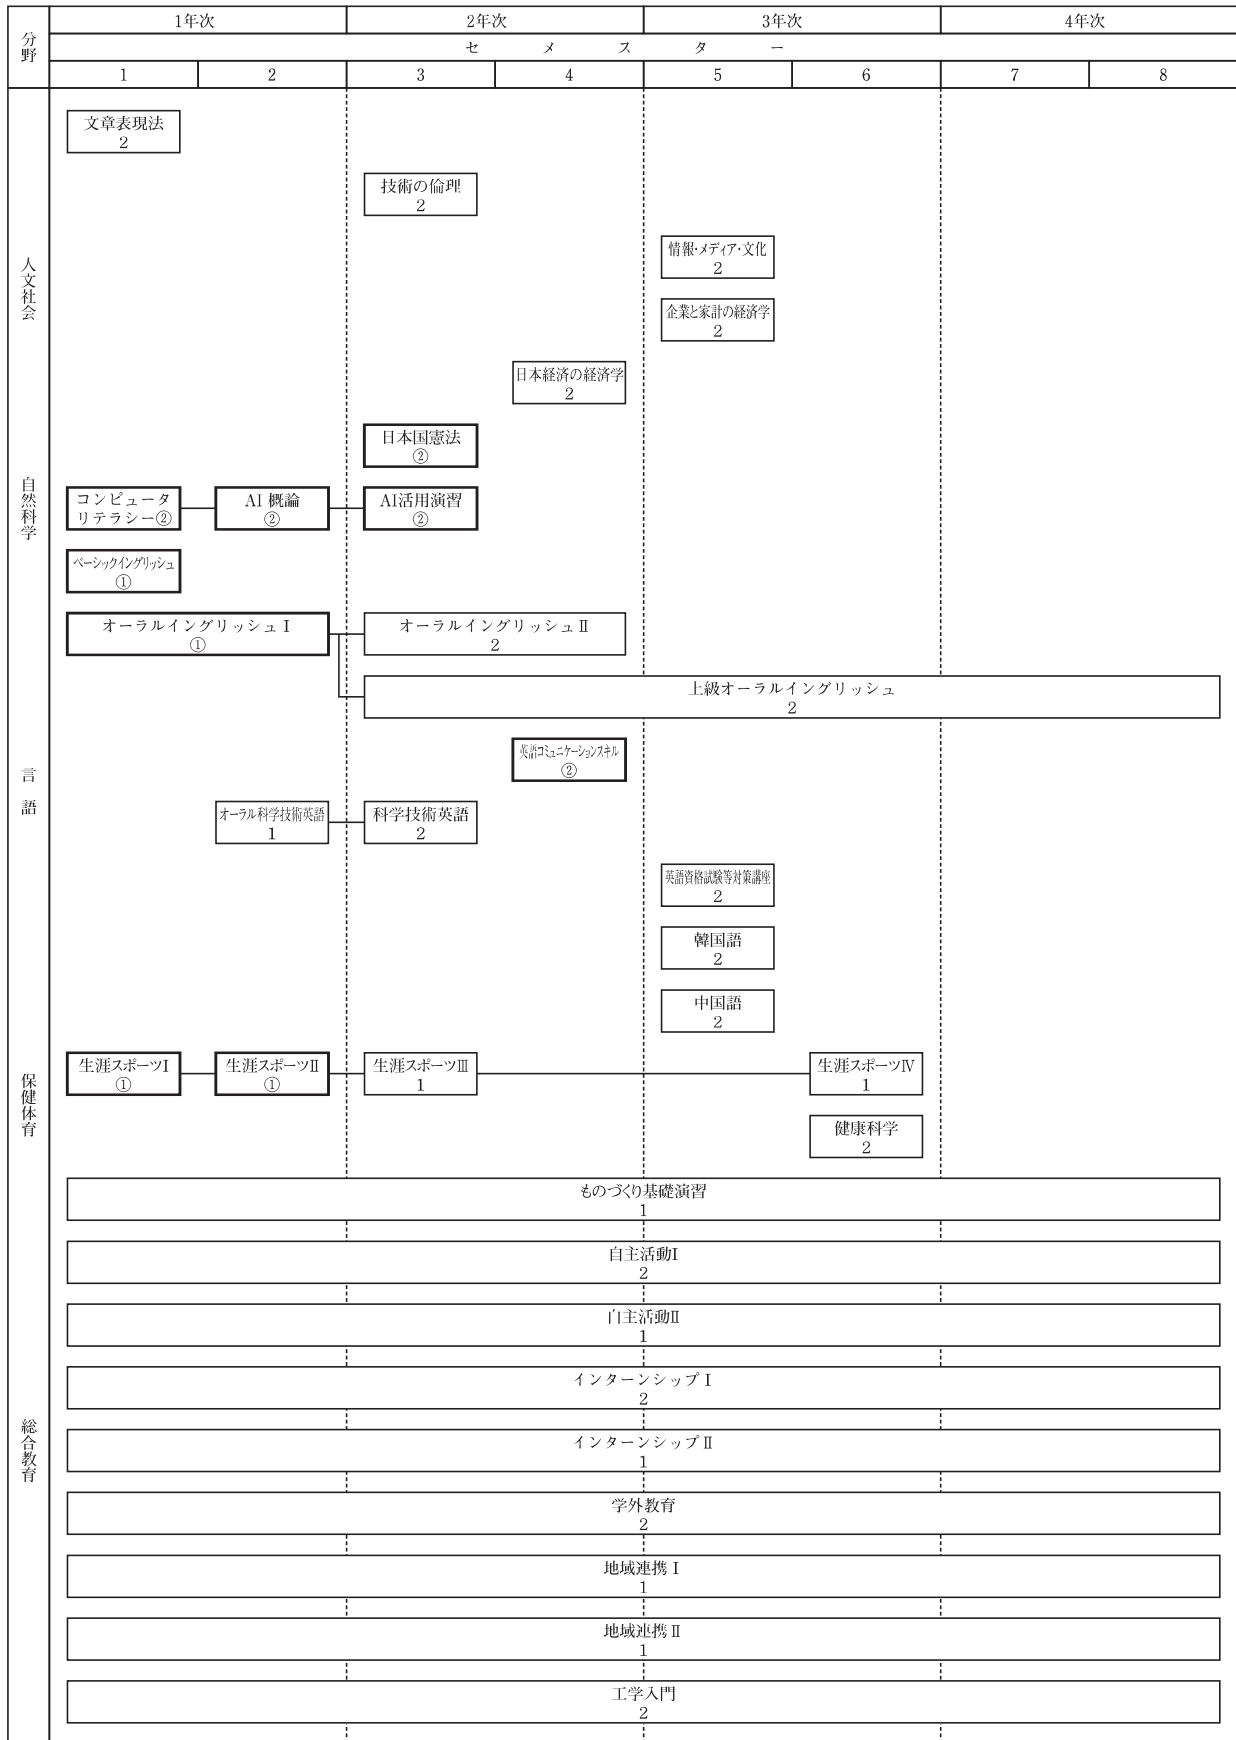 分野
1年次
2年次
3年次
4年次
セメスター
1
2
3
4
5
6
7
8
人文社会
文章表現法
2
技術の倫理
2
情報・メディア・文化
2
企業と家計の経済学
2
日本経済の経済学
2
日本国憲法
②
自然科学
コンピュータ
リテラシー②
AI 概論
②
AI活用演習
②
言語
ベーシックイングリッシュ
①
オーラルイングリッシュⅠ
①
オーラルイングリッシュⅡ
2
上級オーラルイングリッシュ
2
英語コミュニケーションスキル
②
オーラル科学技術英語
1
科学技術英語
2
英語資格試験等対策講座
2
韓国語
2
中国語
2
保健体育
生涯スポーツⅠ
①
生涯スポーツⅡ
①
生涯スポーツⅢ
1
生涯スポーツⅣ
1
健康科学
2
総合教育
ものづくり基礎演習
1
自主活動Ⅰ
2
自主活動Ⅱ
1
インターンシップⅠ
2
インターンシップⅡ
1
学外教育
2
地域連携Ⅰ
1
地域連携Ⅱ
1
工学入門
2